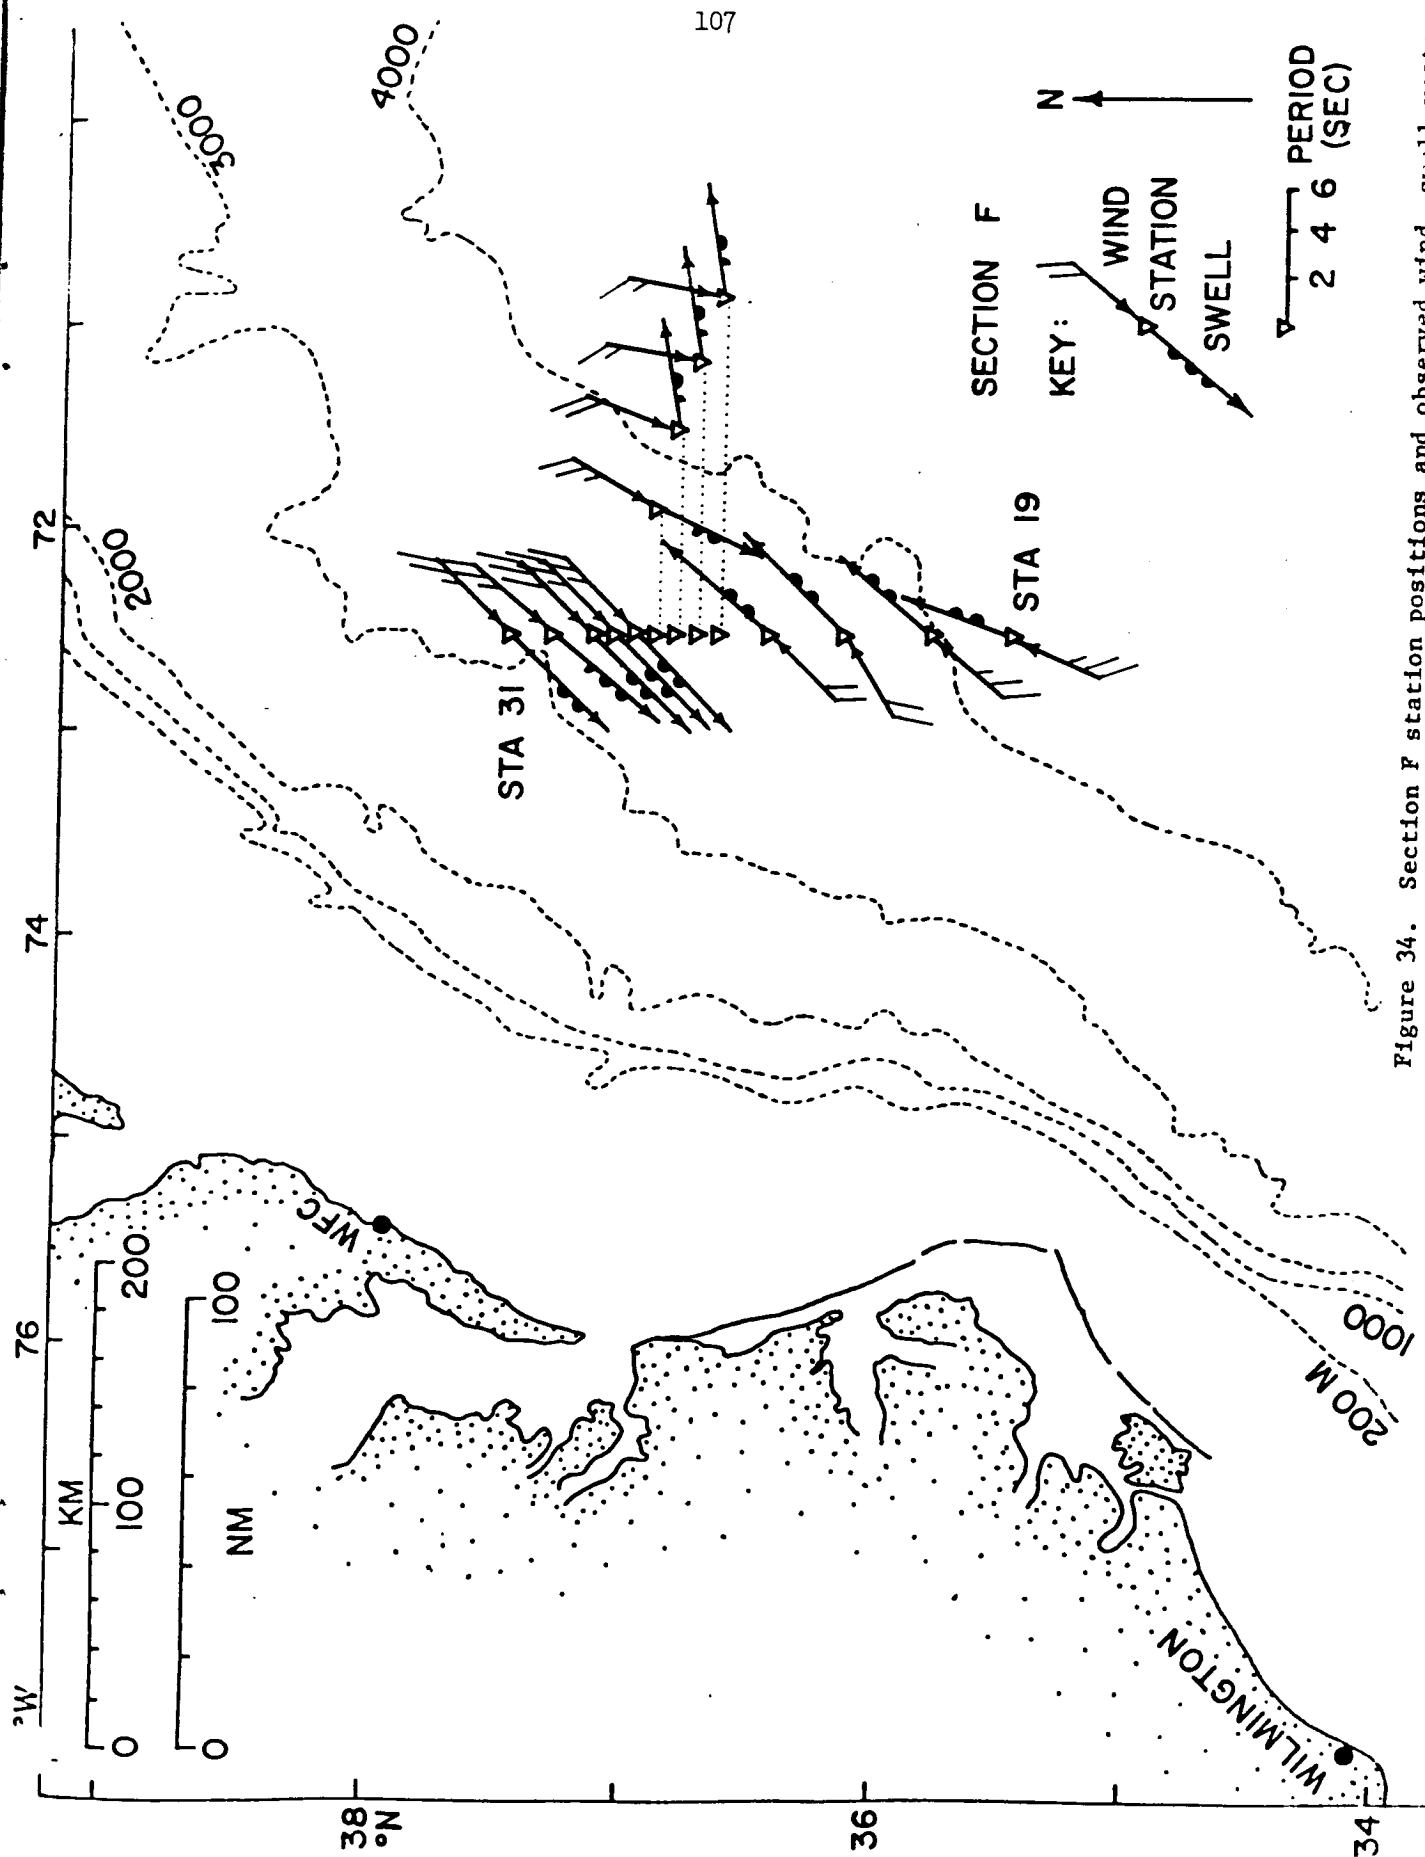 107
°W
76
74
72
KM
0
100
200
NM
0
100
38
°N
36
34
2000
3000
4000
WFC
STA 31
STA 19
WILMINGTON
200 M
1000
SECTION F
KEY:
WIND
STATION
SWELL
N
2 4 6 PERIOD
(SEC)
Figure 34. Section F station positions and observed wind, swell